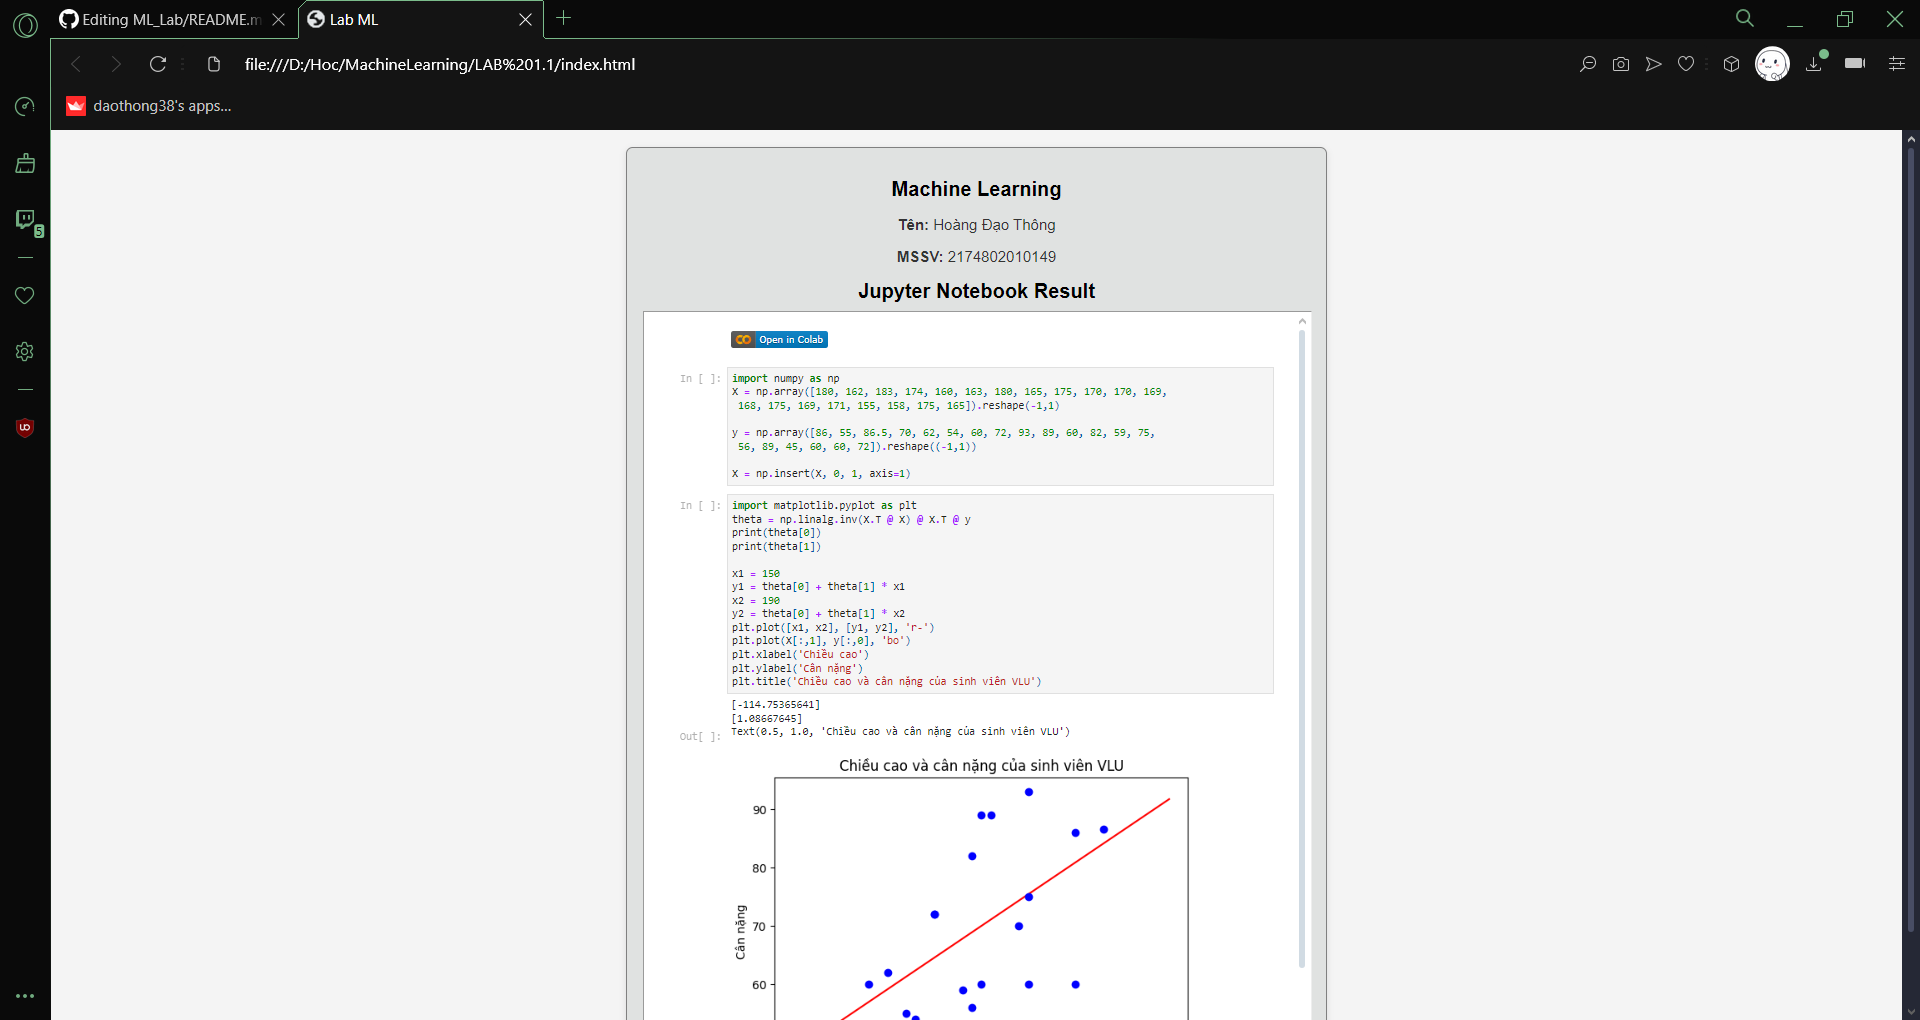 Editing ML_Lab/README.m
Lab ML
file:///D:/Hoc/MachineLearning/LAB%201.1/index.html
daothong38's apps...
5
Machine Learning
Tên: Hoàng Đạo Thông
MSSV: 2174802010149
Jupyter Notebook Result
Open in Colab
In [ ]:
import numpy as np
X = np.array([180, 162, 183, 174, 160, 163, 180, 165, 175, 170, 170, 169,
168, 175, 169, 171, 155, 158, 175, 165]).reshape(-1,1)
y = np.array([86, 55, 86.5, 70, 62, 54, 60, 72, 93, 89, 60, 82, 59, 75,
56, 89, 45, 60, 60, 72]).reshape((-1,1))
X = np.insert(X, 0, 1, axis=1)
In [ ]:
import matplotlib.pyplot as plt
theta = np.linalg.inv(X.T @ X) @ X.T @ y
print(theta[0])
print(theta[1])
x1 = 150
y1 = theta[0] + theta[1] * x1
x2 = 190
y2 = theta[0] + theta[1] * x2
plt.plot([x1, x2], [y1, y2], 'r-')
plt.plot(X[:,1], y[:,0], 'bo')
plt.xlabel('Chiều cao')
plt.ylabel('Cân nặng')
plt.title('Chiều cao và cân nặng của sinh viên VLU')
[-114.75365641]
[1.08667645]
Out[ ]:
Text(0.5, 1.0, 'Chiều cao và cân nặng của sinh viên VLU')
Chiều cao và cân nặng của sinh viên VLU
90
80
70
60
Cân nặng